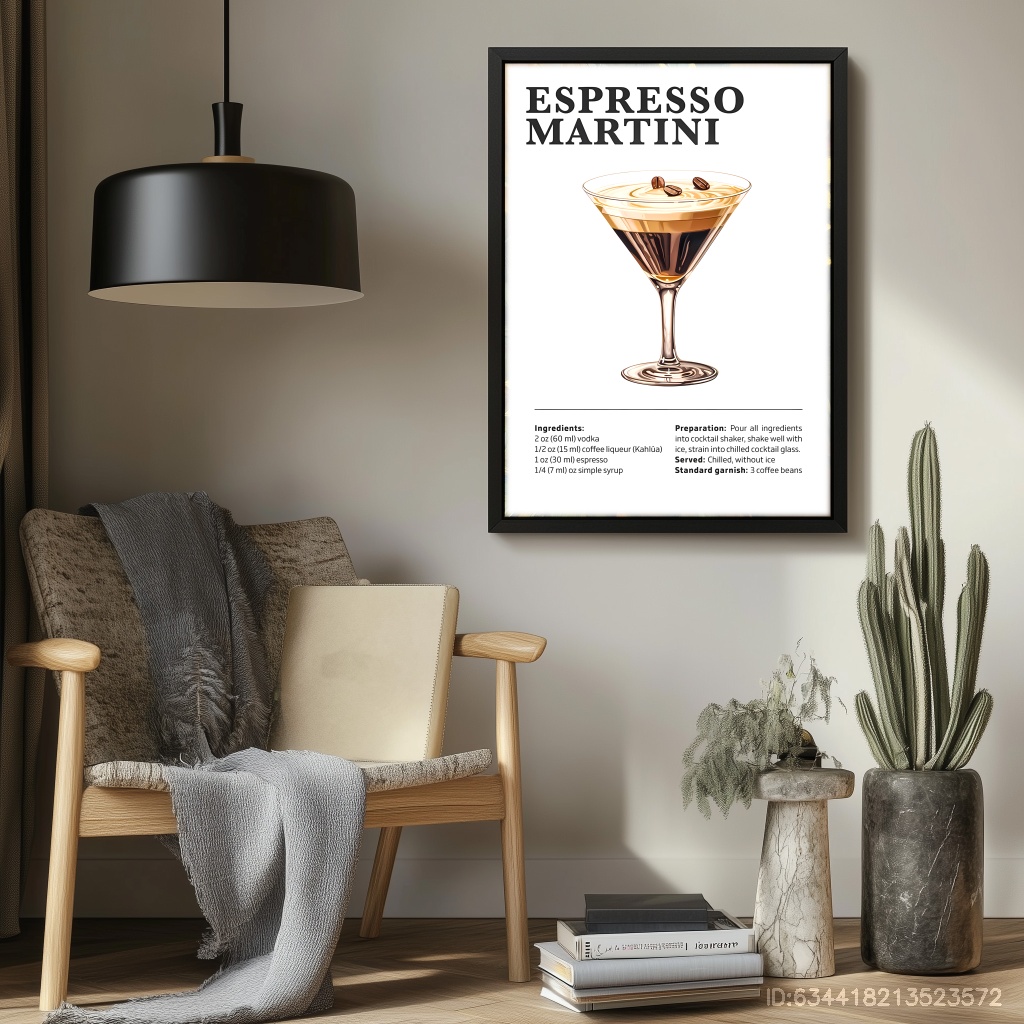 ESPRESSO
MARTINI
Ingredients:
2 oz (60 ml) vodka
1/2 oz (15 ml) coffee liqueur (Kahlúa)
1 oz (30 ml) espresso
1/4 (7 ml) oz simple syrup
Preparation: Pour all ingredients
into cocktail shaker, shake well with
ice, strain into chilled cocktail glass.
Served: Chilled, without ice
Standard garnish: 3 coffee beans
ID:634418213523572